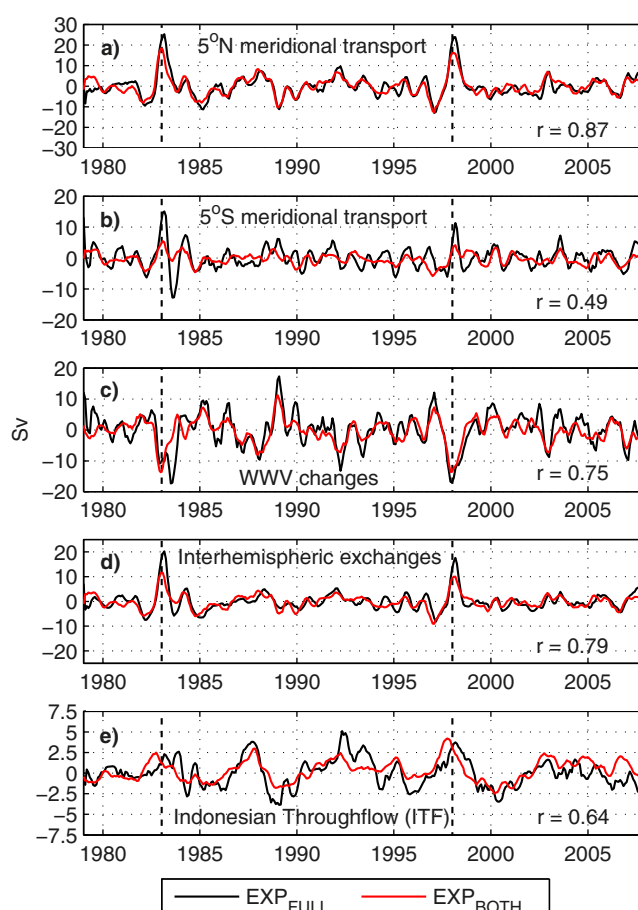 30
20
10
0
−10
−20
30
a) 5°N meridional transport
r = 0.87
1980 1985 1990 1995 2000 2005
20
10
0
−10
−20
b) 5°S meridional transport
r = 0.49
1980 1985 1990 1995 2000 2005
Sv
20
10
0
−10
−20
c)
WWV changes
r = 0.75
1980 1985 1990 1995 2000 2005
20
10
0
−10
−20
d) Interhemispheric exchanges
r = 0.79
1980 1985 1990 1995 2000 2005
7.5
5
2.5
0
−2.5
−5
−7.5
e)
Indonesian Throughflow (ITF)
r = 0.64
1980 1985 1990 1995 2000 2005
EXP_FULL EXP_BOTH